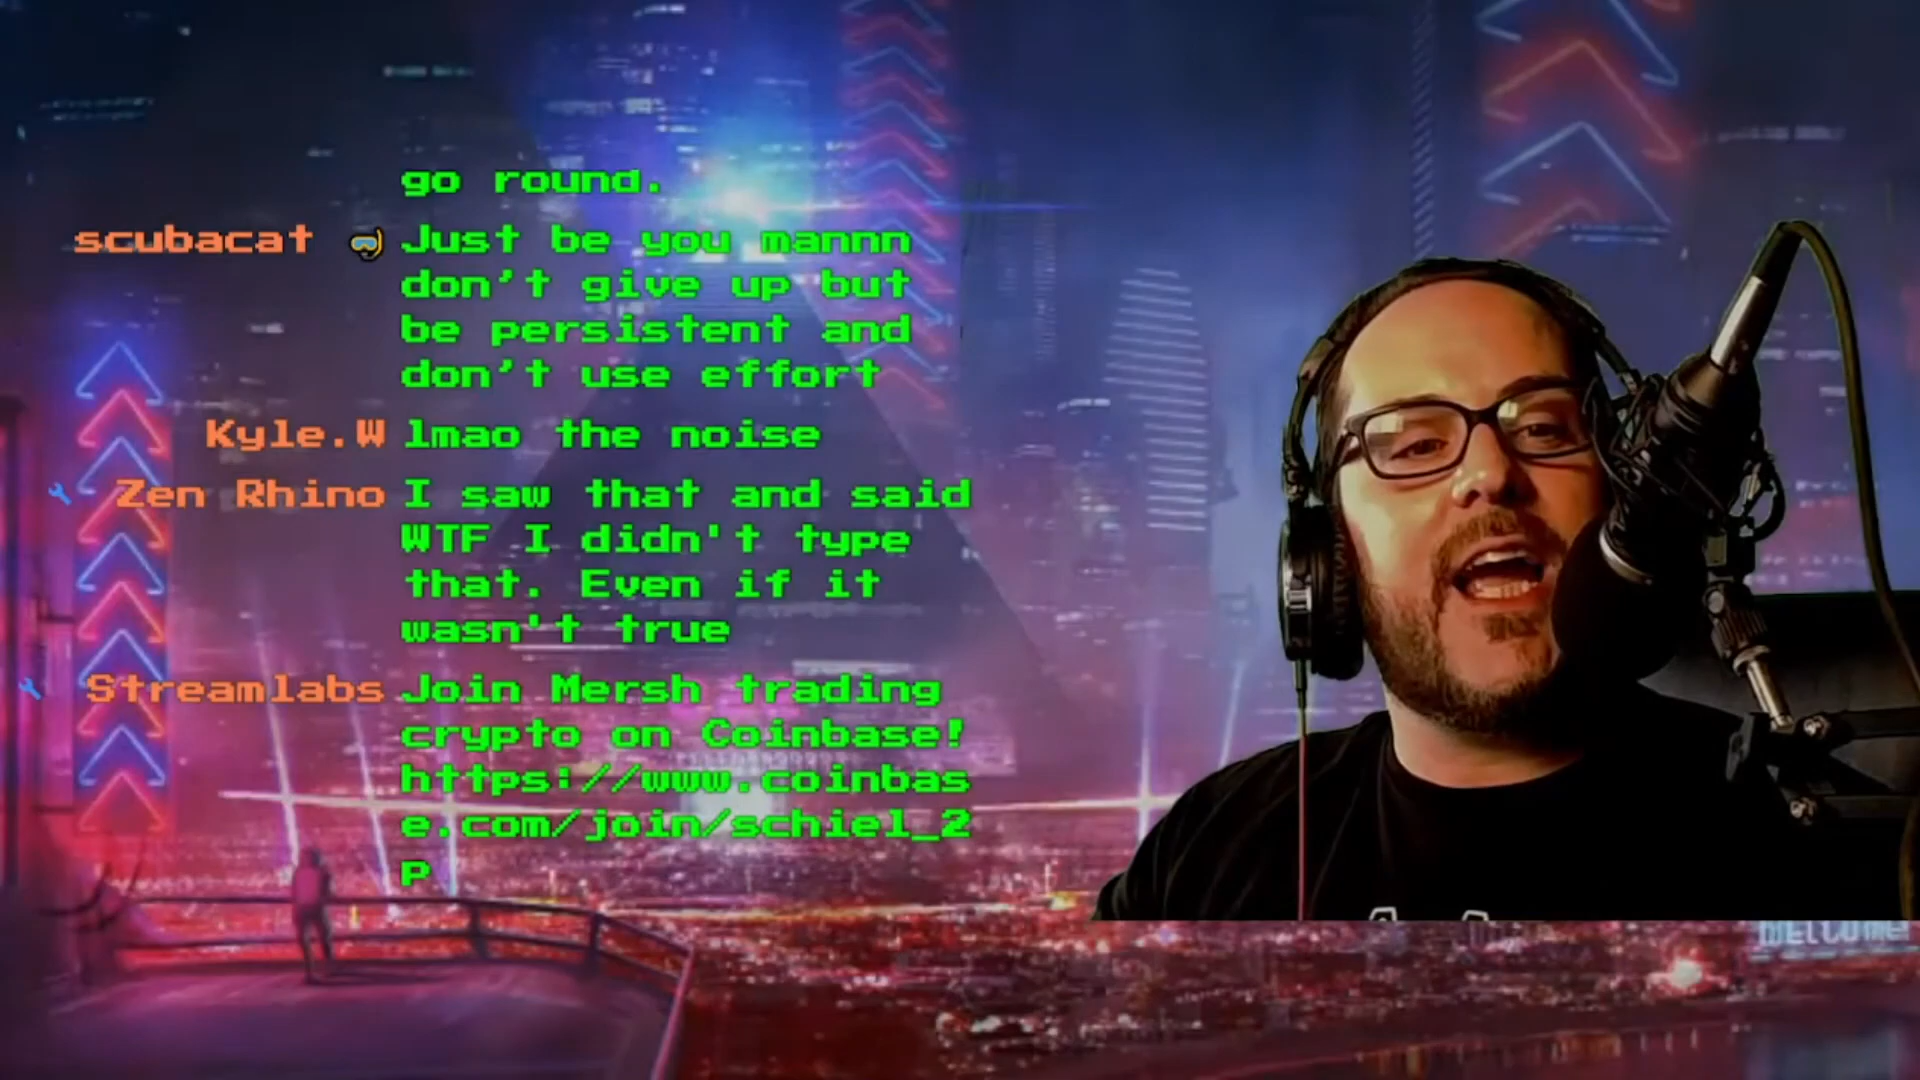 go round.
scubacat Just be you mannn
don't give up but
be persistent and
don't use effort
Kyle.W lmao the noise
Zen Rhino I saw that and said
WTF I didn't type
that. Even if it
wasn't true
Streamlabs Join Mersh trading
crypto on Coinbase!
https://www.coinbas
e.com/join/schiel_2
p
WELCOME